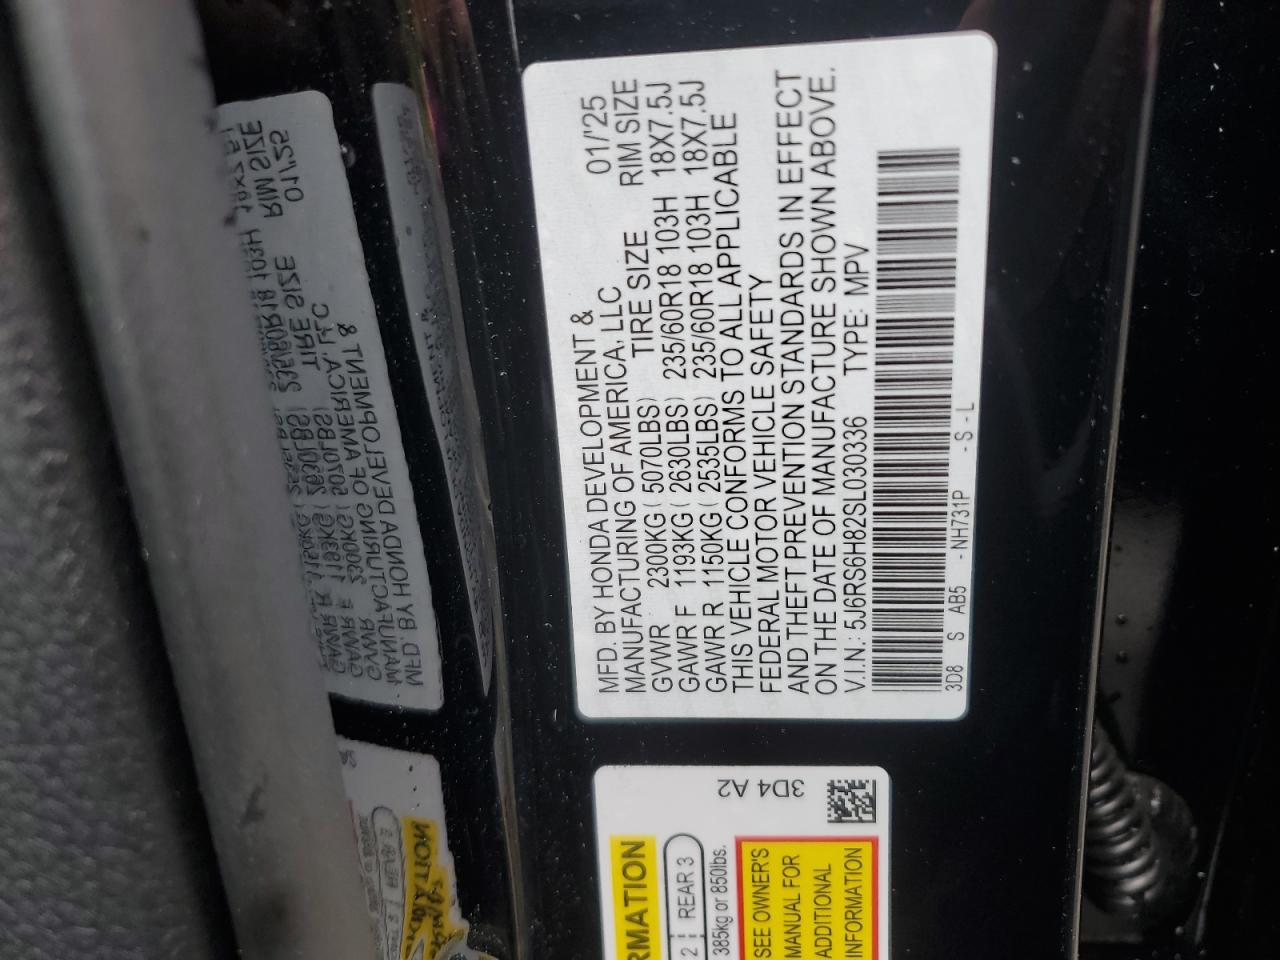 MFD. BY HONDA DEVELOPMENT &
MANUFACTURING OF AMERICA, LLC 01/'25
TIRE SIZE RIM SIZE
GVWR 2300KG ( 5070LBS)
GAWR F 1193KG ( 2630LBS) 235/60R18 103H 18X7.5J
GAWR R 1150KG ( 2535LBS) 235/60R18 103H 18X7.5J
THIS VEHICLE CONFORMS TO ALL APPLICABLE
FEDERAL MOTOR VEHICLE SAFETY
AND THEFT PREVENTION STANDARDS IN EFFECT
ON THE DATE OF MANUFACTURE SHOWN ABOVE.
V.I.N.: 5J6RS6H82SL030336 TYPE: MPV
3D8 S AB5 - NH731P - S - L
3D4 A2
RMATION
2 REAR 3
385kg or 850lbs.
SEE OWNER'S
MANUAL FOR
ADDITIONAL
INFORMATION